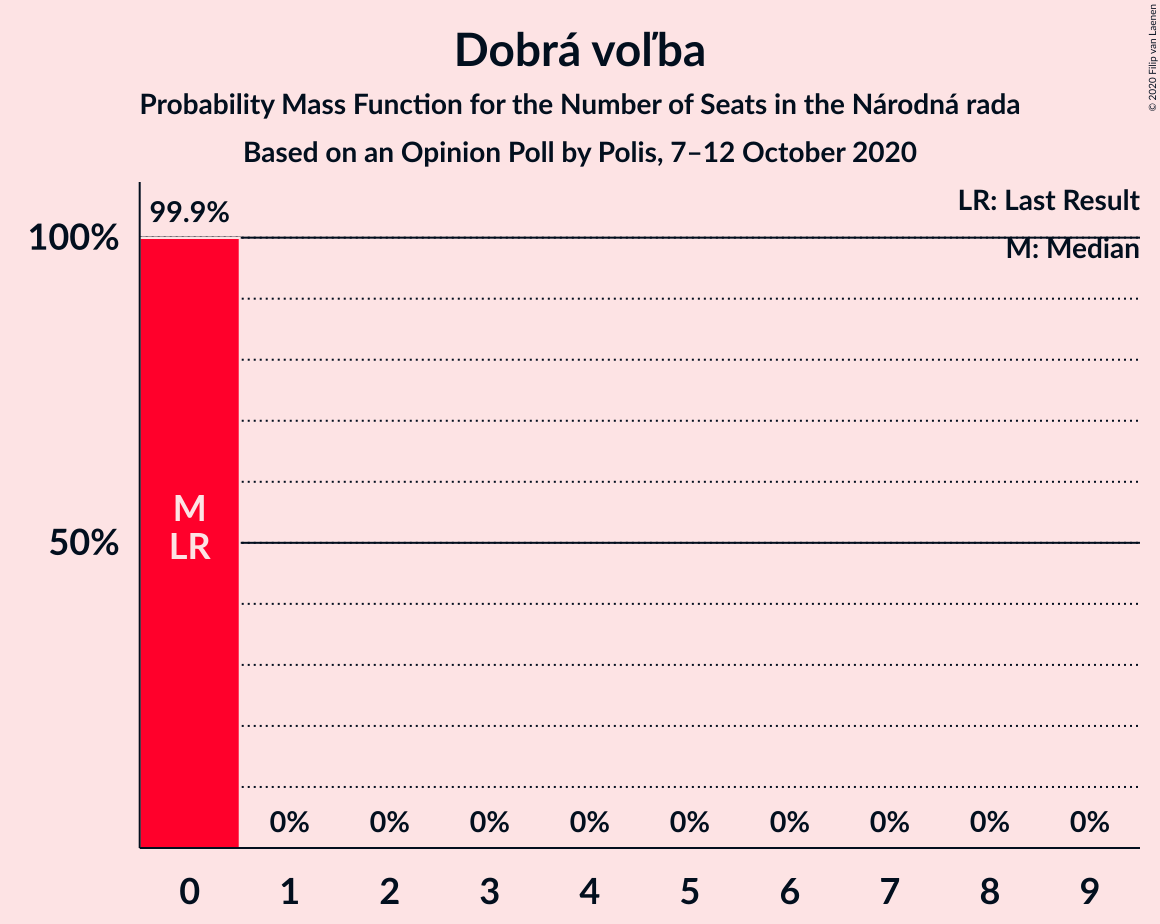 Dobrá voľba
Probability Mass Function for the Number of Seats in the Národná rada
Based on an Opinion Poll by Polis, 7–12 October 2020
© 2020 Filip van Laenen
LR: Last Result
M: Median
99.9%
100%
50%
M
LR
0% 0% 0% 0% 0% 0% 0% 0% 0%
0 1 2 3 4 5 6 7 8 9